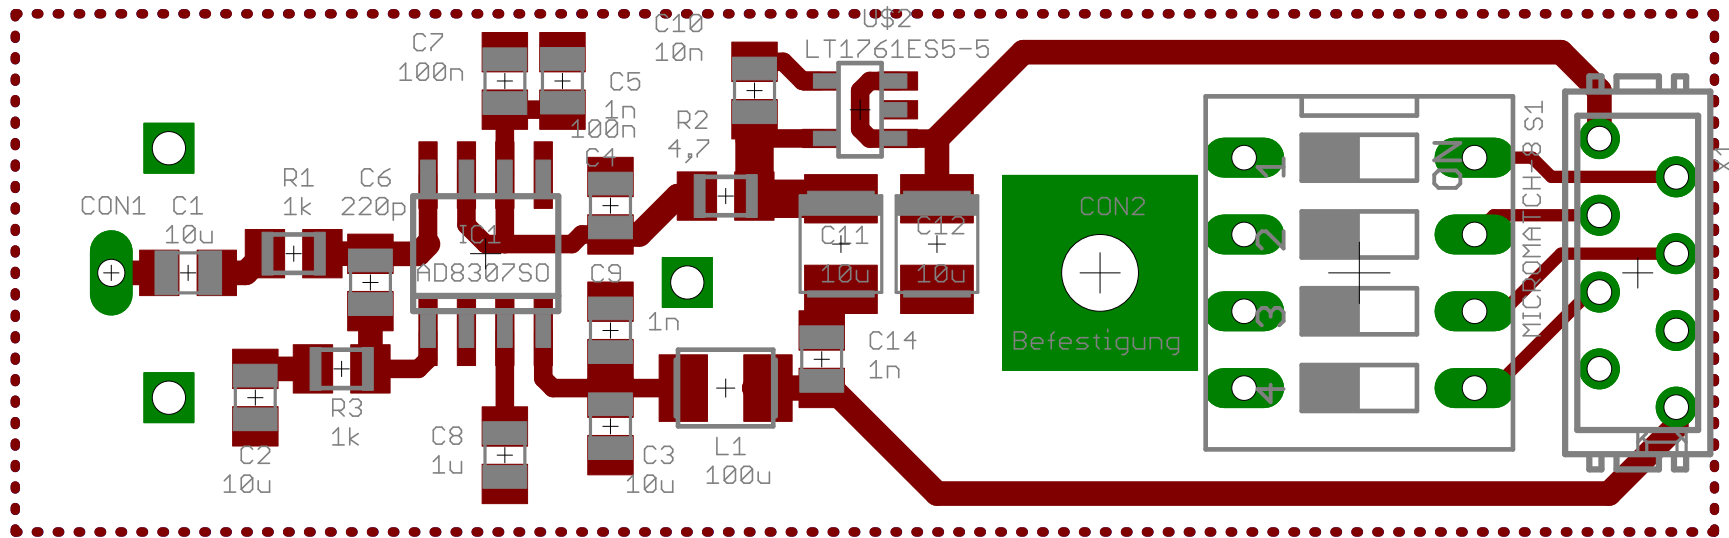 C10
10n
U$2
LT1761ES5-5
C7
100n
C5
1n
100n
C4
R2
4,7
CON1
C1
10u
R1
1k
C6
220p
IC1
AD8307SO
C9
1n
C11
10u
C12
10u
C14
1n
CON2
Befestigung
1
2
3
4
ON
MICROMATCH-8 S1
X1
R3
1k
C2
10u
C8
1u
C3
10u
L1
100u